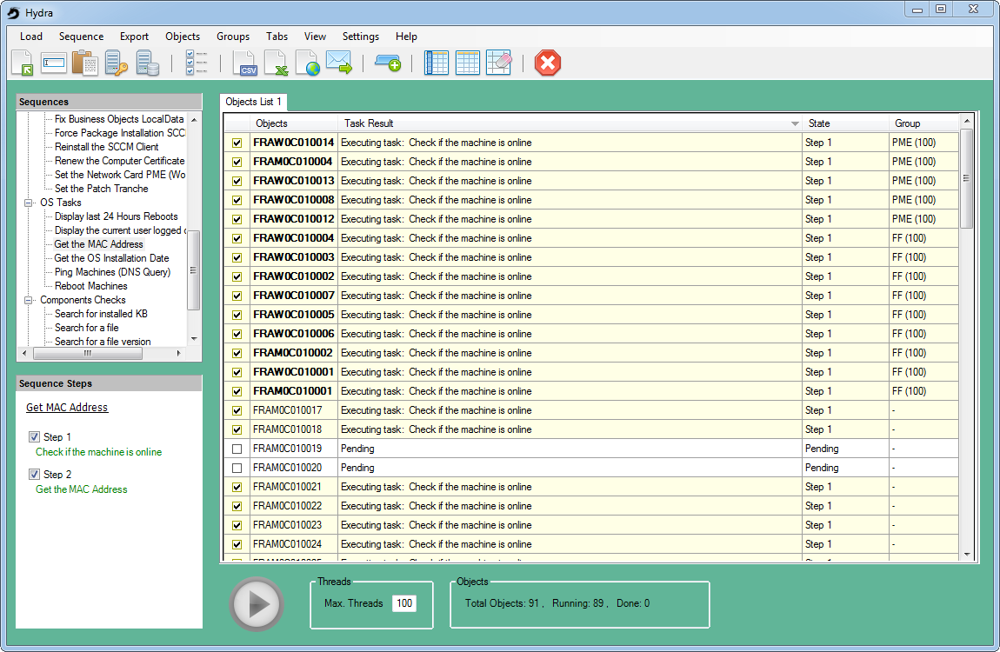 Hydra
Load Sequence Export Objects Groups Tabs View Settings Help
CSV
Sequences
Fix Business Objects LocalData
Force Package Installation SCC
Reinstall the SCCM Client
Renew the Computer Certificate
Set the Network Card PME (Wo
Set the Patch Tranche
OS Tasks
Display last 24 Hours Reboots
Display the current user logged
Get the MAC Address
Get the OS Installation Date
Ping Machines (DNS Query)
Reboot Machines
Components Checks
Search for installed KB
Search for a file
Search for a file version
Sequence Steps
Get MAC Address
Step 1
Check if the machine is online
Step 2
Get the MAC Address
Objects List 1
Objects Task Result State Group
FRAW0C010014 Executing task: Check if the machine is online Step 1 PME (100)
FRAM0C010004 Executing task: Check if the machine is online Step 1 PME (100)
FRAW0C010013 Executing task: Check if the machine is online Step 1 PME (100)
FRAW0C010008 Executing task: Check if the machine is online Step 1 PME (100)
FRAW0C010012 Executing task: Check if the machine is online Step 1 PME (100)
FRAW0C010004 Executing task: Check if the machine is online Step 1 FF (100)
FRAW0C010003 Executing task: Check if the machine is online Step 1 FF (100)
FRAW0C010002 Executing task: Check if the machine is online Step 1 FF (100)
FRAW0C010007 Executing task: Check if the machine is online Step 1 FF (100)
FRAW0C010005 Executing task: Check if the machine is online Step 1 FF (100)
FRAW0C010006 Executing task: Check if the machine is online Step 1 FF (100)
FRAM0C010002 Executing task: Check if the machine is online Step 1 FF (100)
FRAW0C010001 Executing task: Check if the machine is online Step 1 FF (100)
FRAM0C010001 Executing task: Check if the machine is online Step 1 FF (100)
FRAM0C010017 Executing task: Check if the machine is online Step 1 -
FRAM0C010018 Executing task: Check if the machine is online Step 1 -
FRAM0C010019 Pending Pending -
FRAM0C010020 Pending Pending -
FRAM0C010021 Executing task: Check if the machine is online Step 1 -
FRAM0C010022 Executing task: Check if the machine is online Step 1 -
FRAM0C010023 Executing task: Check if the machine is online Step 1 -
FRAM0C010024 Executing task: Check if the machine is online Step 1 -
Threads
Max. Threads 100
Objects
Total Objects: 91 , Running: 89 , Done: 0